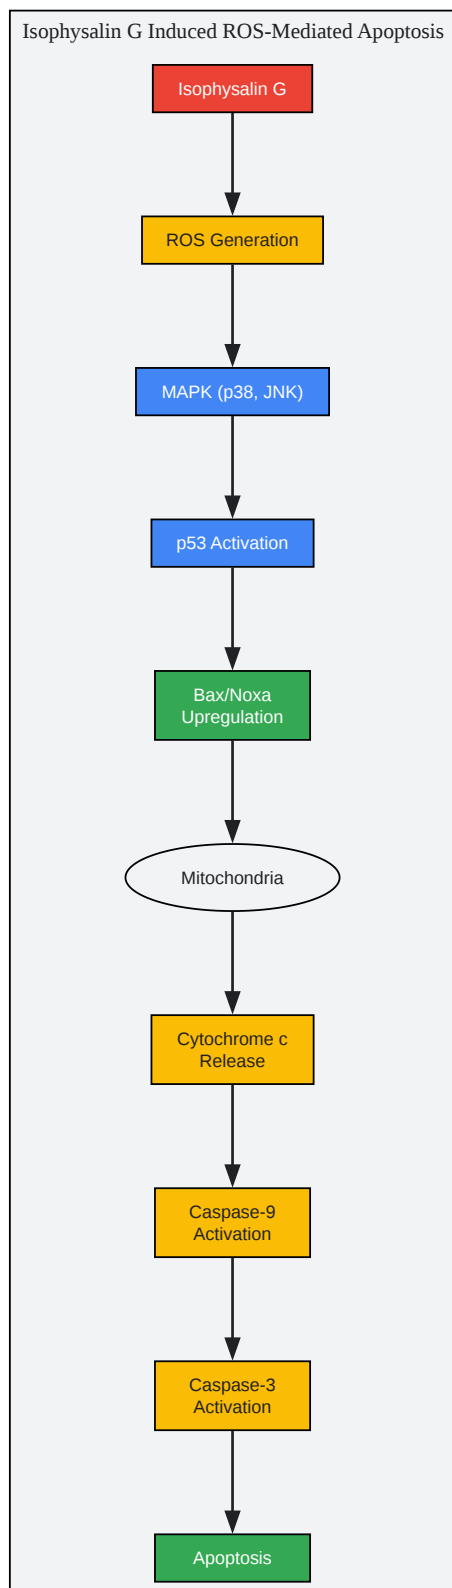 Isophysalin G Induced ROS-Mediated Apoptosis
Isophysalin G
ROS Generation
MAPK (p38, JNK)
p53 Activation
Bax/Noxa
Upregulation
Mitochondria
Cytochrome c
Release
Caspase-9
Activation
Caspase-3
Activation
Apoptosis